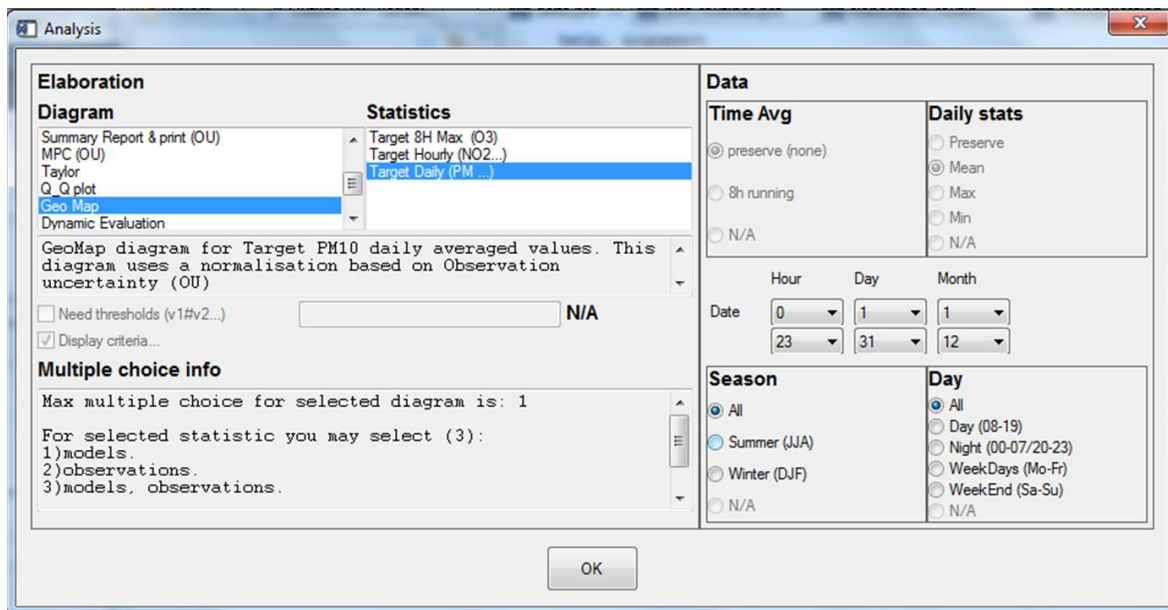 Analysis
Elaboration
Diagram
Statistics
Summary Report & print (OU)
MPC (OU)
Taylor
Q_Q plot
Geo Map
Dynamic Evaluation
Target 8H Max (O3)
Target Hourly (NO2...)
Target Daily (PM ...)
GeoMap diagram for Target PM10 daily averaged values. This
diagram uses a normalisation based on Observation
uncertainty (OU)
Need thresholds (v1#v2...)
N/A
Display criteria...
Multiple choice info
Max multiple choice for selected diagram is: 1
For selected statistic you may select (3):
1)models.
2)observations.
3)models, observations.
Data
Time Avg
preserve (none)
8h running
N/A
Daily stats
Preserve
Mean
Max
Min
N/A
Hour Day Month
Date 0 1 1
23 31 12
Season
All
Summer (JJA)
Winter (DJF)
N/A
Day
All
Day (08-19)
Night (00-07/20-23)
WeekDays (Mo-Fr)
WeekEnd (Sa-Su)
N/A
OK